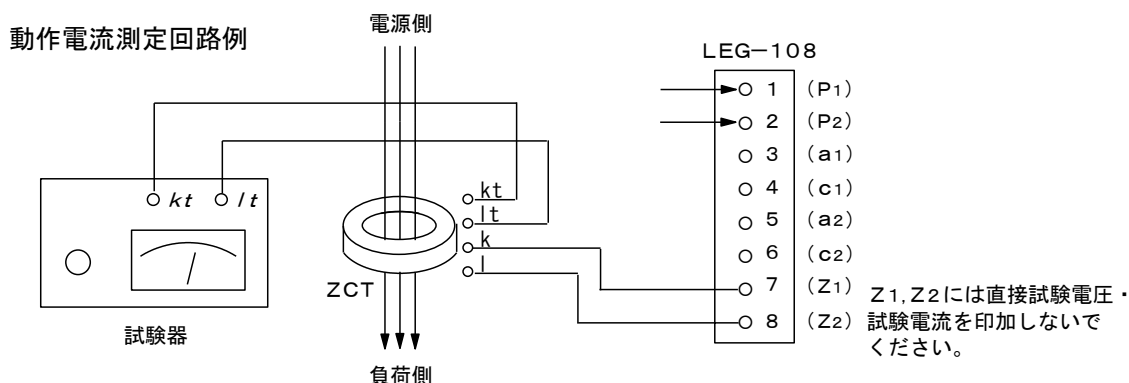 動作電流測定回路例
電源側
LEG-108
1 (P1)
2 (P2)
3 (a1)
4 (c1)
5 (a2)
6 (c2)
7 (Z1)
8 (Z2)
kt lt
kt
lt
k
l
ZCT
試験器
負荷側
Z1,Z2には直接試験電圧・
試験電流を印加しないで
ください。